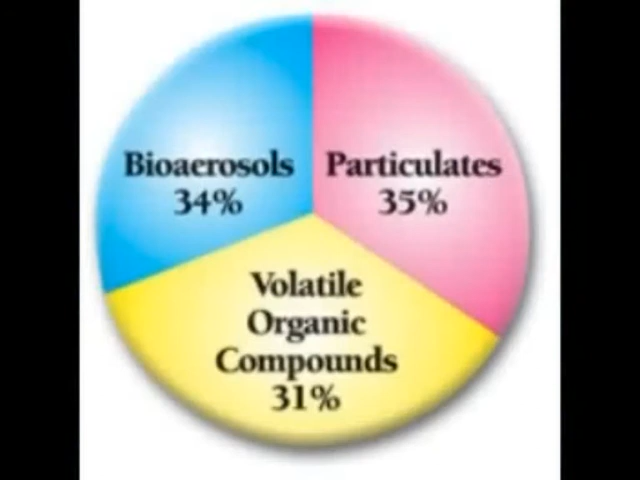 Bioaerosols
34%
Particulates
35%
Volatile
Organic
Compounds
31%